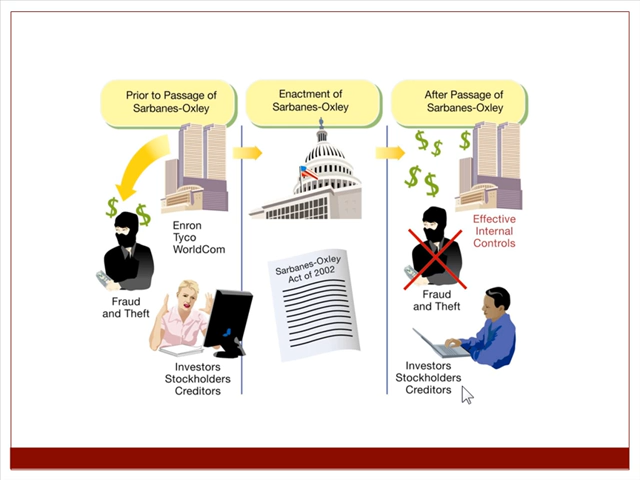 Prior to Passage of
Sarbanes-Oxley
Enactment of
Sarbanes-Oxley
After Passage of
Sarbanes-Oxley
$ $
Enron
Tyco
WorldCom
Fraud
and Theft
Investors
Stockholders
Creditors
Sarbanes-Oxley
Act of 2002
$ $ $
$ $
Effective
Internal
Controls
Fraud
and Theft
Investors
Stockholders
Creditors